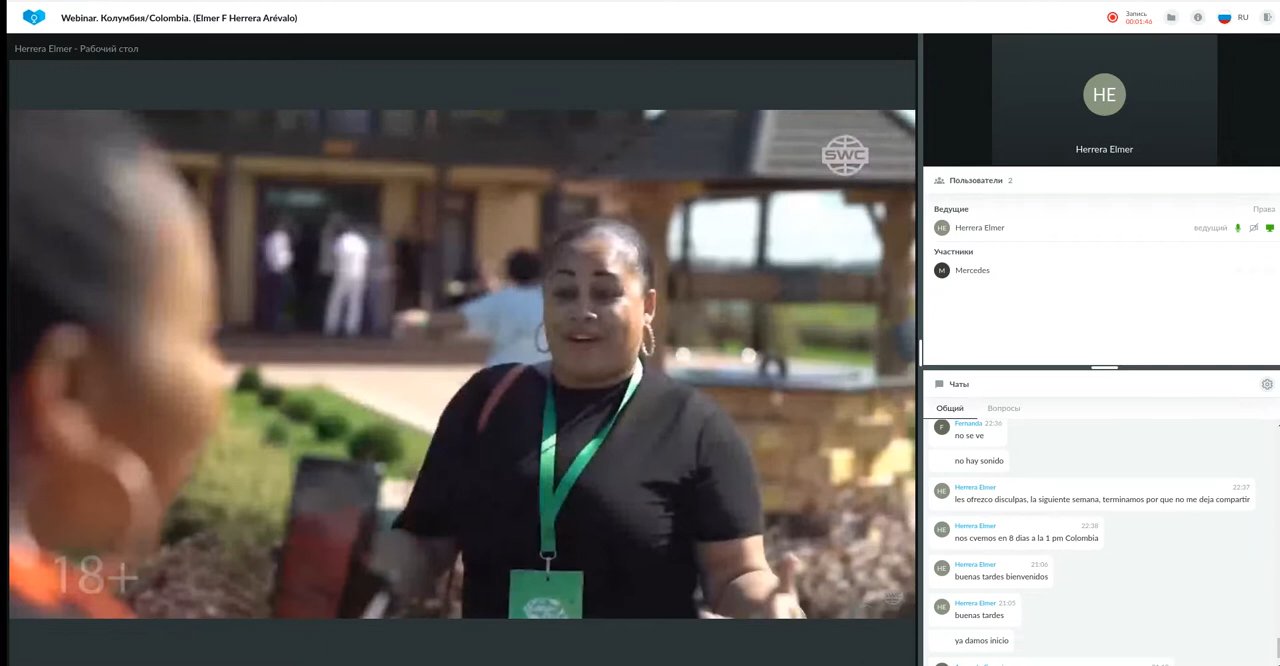 Webinar. Колумбия/Colombia. (Elmer F Herrera Arévalo)
Запись
00:01:46
RU
Herrera Elmer - Рабочий стол
SWC
18+
HE
Herrera Elmer
Пользователи 2
Ведущие Права
HE Herrera Elmer ведущий
Участники
M Mercedes
Чаты
Общий Вопросы
F Fernanda 22:36
no se ve
no hay sonido
HE Herrera Elmer 22:37
les ofrezco disculpas, la siguiente semana, terminamos por que no me deja compartir
HE Herrera Elmer 22:38
nos cvemos en 8 dias a la 1 pm Colombia
HE Herrera Elmer 21:06
buenas tardes bienvenidos
HE Herrera Elmer 21:05
buenas tardes
ya damos inicio